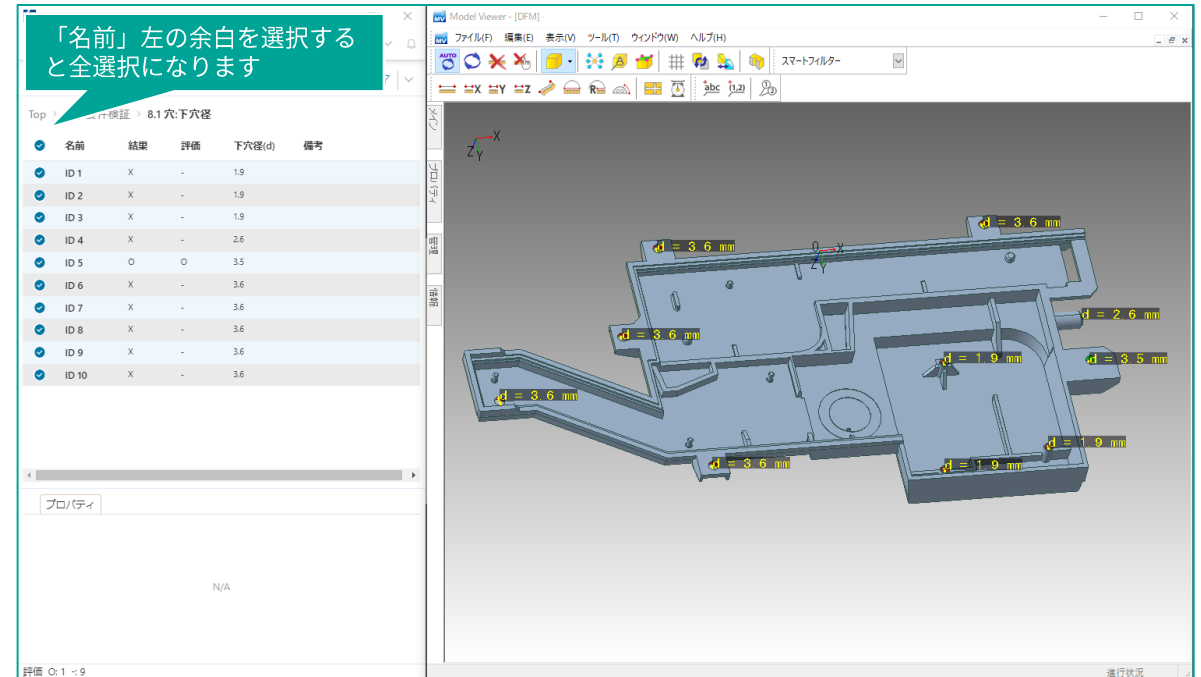 「名前」左の余白を選択する
と全選択になります
Top > 件検証 > 8.1 穴:下穴径
名前 結果 評価 下穴径(d) 備考
ID 1 X - 1.9
ID 2 X - 1.9
ID 3 X - 1.9
ID 4 X - 2.6
ID 5 O O 3.5
ID 6 X - 3.6
ID 7 X - 3.6
ID 8 X - 3.6
ID 9 X - 3.6
ID 10 X - 3.6
プロパティ
N/A
評価 O: 1 -: 9
Model Viewer - [DFM]
ファイル(F) 編集(E) 表示(V) ツール(T) ウィンドウ(W) ヘルプ(H)
AUTO
スマートフィルター
X Y Z R abc (1,2) 1 2
メイン
プロパティ
管理
情報
X
Z Y
d = 3.6 mm
d = 3.6 mm
O X
Z Y
d = 2.6 mm
d = 3.6 mm
d = 1.9 mm
d = 3.5 mm
d = 3.6 mm
d = 1.9 mm
d = 3.6 mm
d = 1.9 mm
進行状況